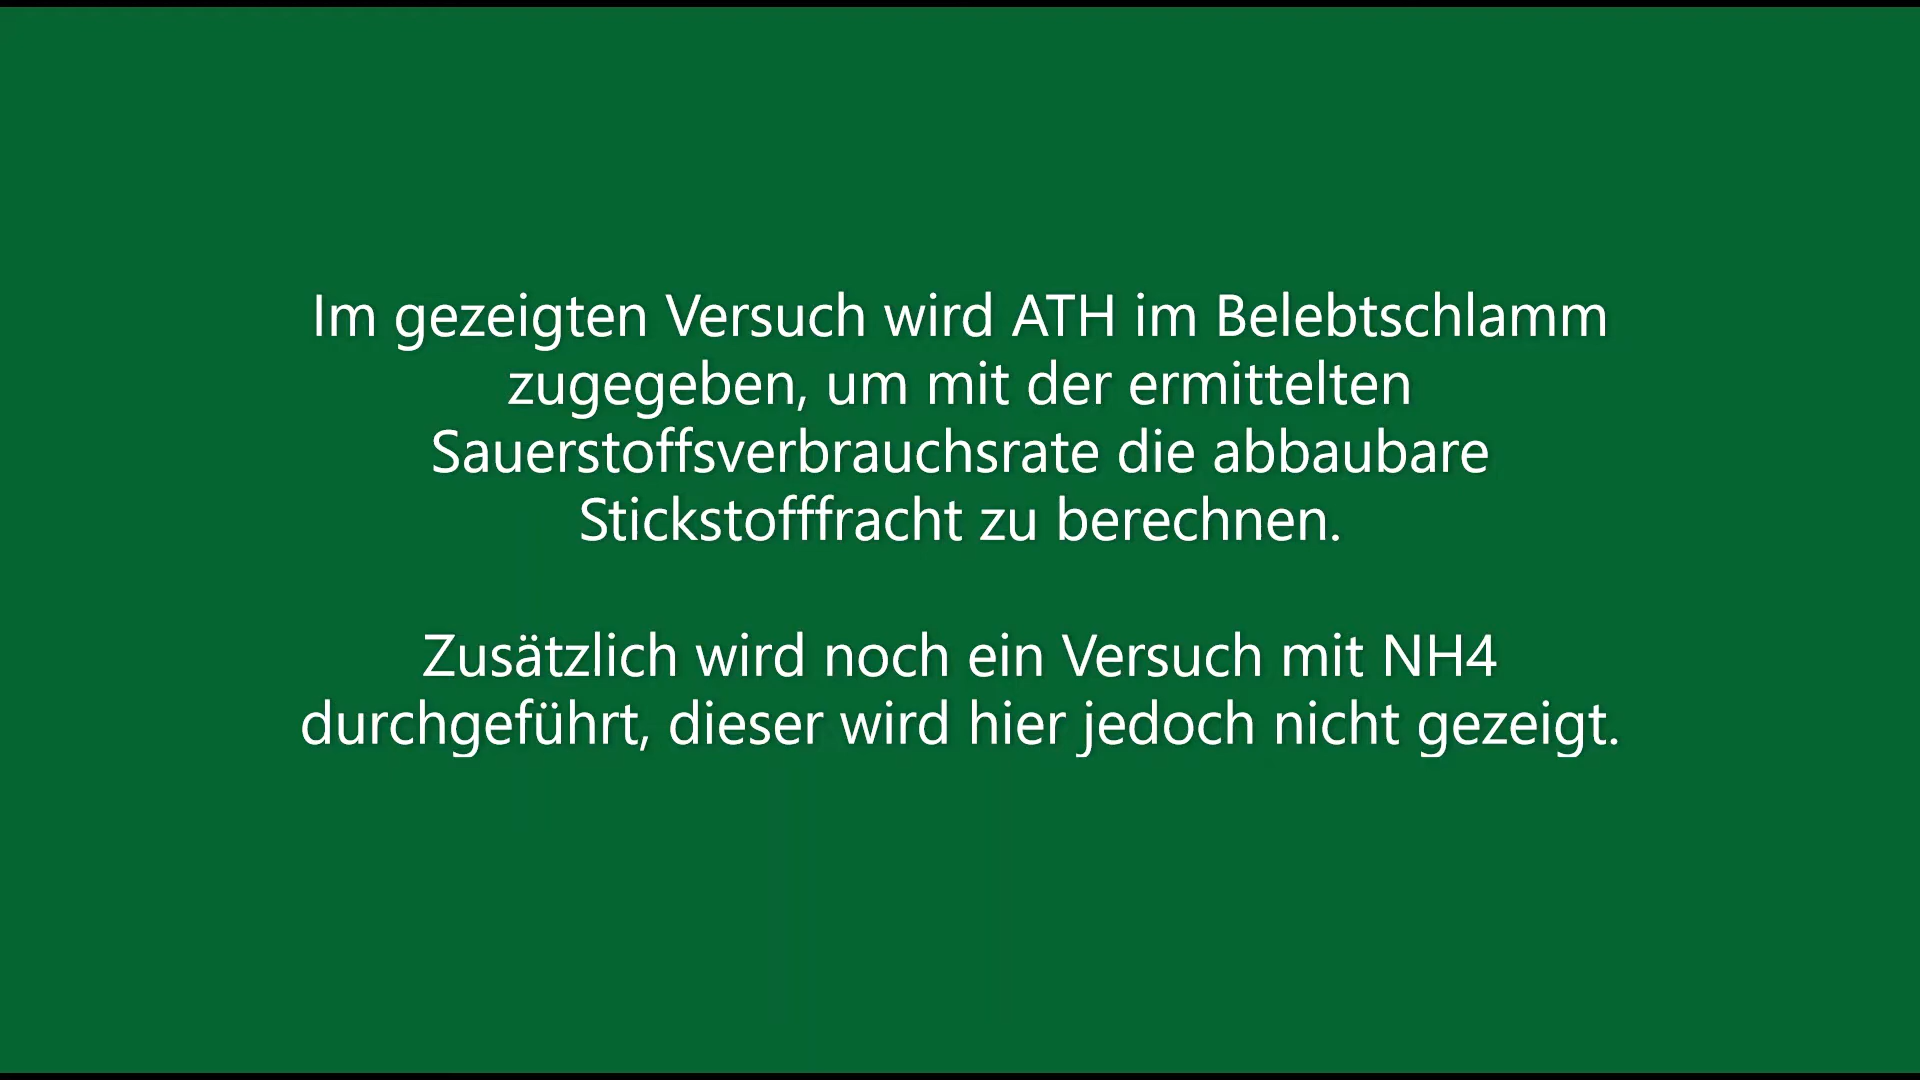 Im gezeigten Versuch wird ATH im Belebtschlamm
zugegeben, um mit der ermittelten
Sauerstoffsverbrauchsrate die abbaubare
Stickstofffracht zu berechnen.
Zusätzlich wird noch ein Versuch mit NH4
durchgeführt, dieser wird hier jedoch nicht gezeigt.